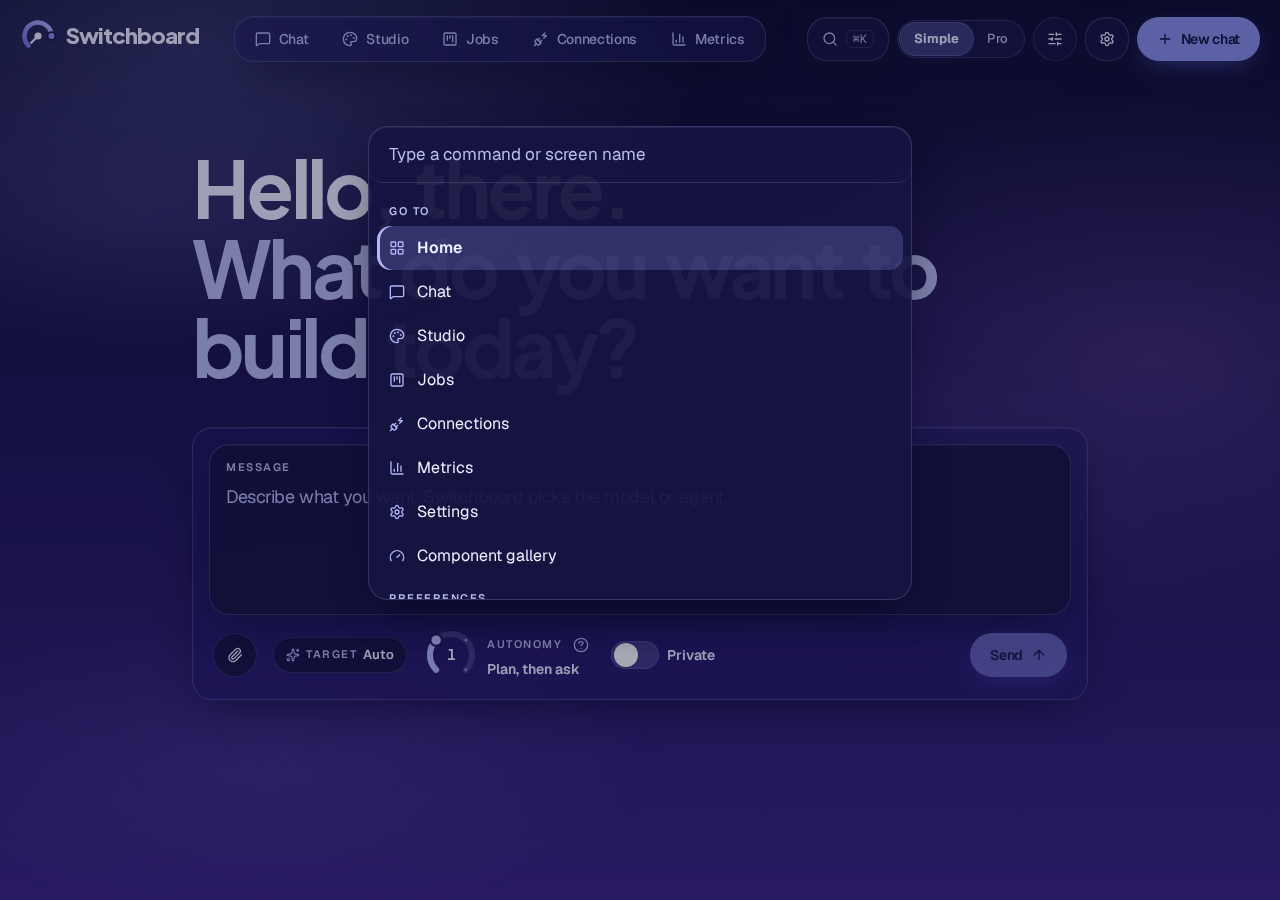 Switchboard
Chat
Studio
Jobs
Connections
Metrics
⌘K
Simple
Pro
New chat
Hello, there.
What do you want to
build today?
Type a command or screen name
GO TO
Home
Chat
Studio
Jobs
Connections
Metrics
Settings
Component gallery
PREFERENCES
MESSAGE
Describe what you want. Switchboard picks the model or agent.
TARGET Auto
1
AUTONOMY
Plan, then ask
Private
Send